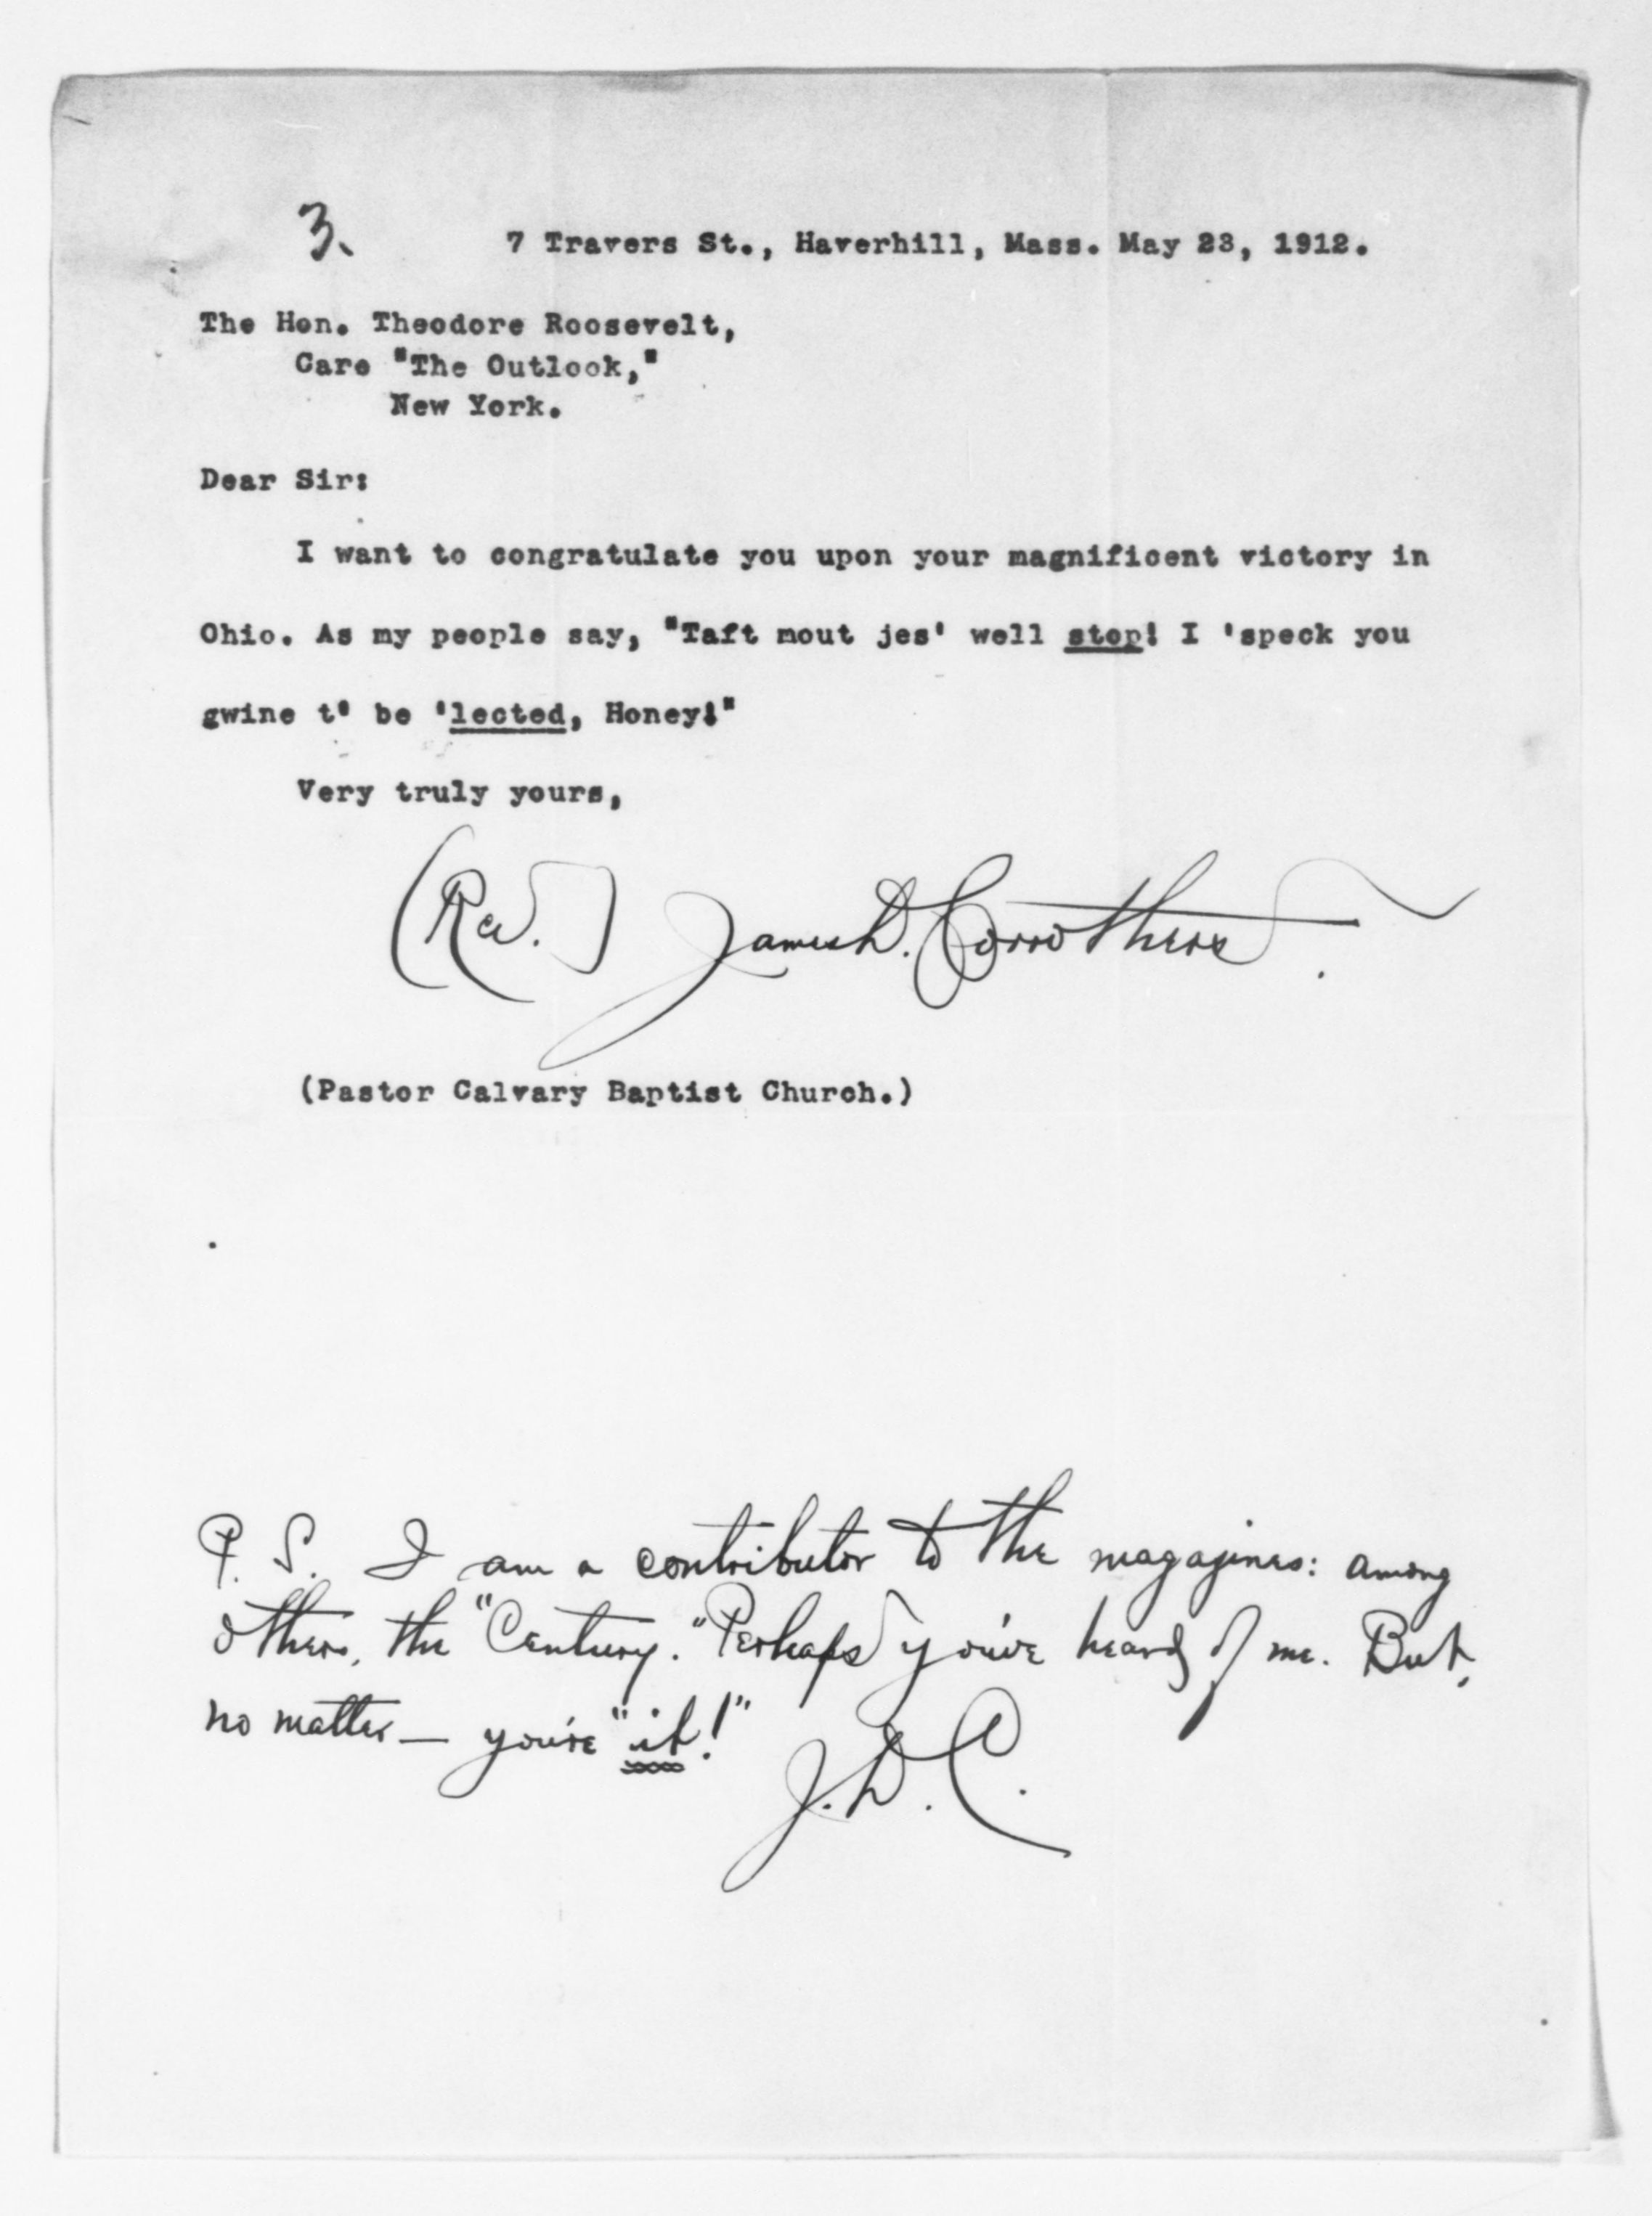 3.
7 Travers St., Haverhill, Mass. May 23, 1912.
The Hon. Theodore Roosevelt,
Care "The Outlook,"
New York.
Dear Sir:
I want to congratulate you upon your magnificent victory in
Ohio. As my people say, "Taft mout jes' well stop! I 'speck you
gwine t' be 'lected, Honey!"
Very truly yours,
(Rev.) James D. Corrothers.
(Pastor Calvary Baptist Church.)
P. S. I am a contributor to the magazines: among
others, the "Century." Perhaps you've heard of me. But,
no matter — you're "it!"
J. D. C.